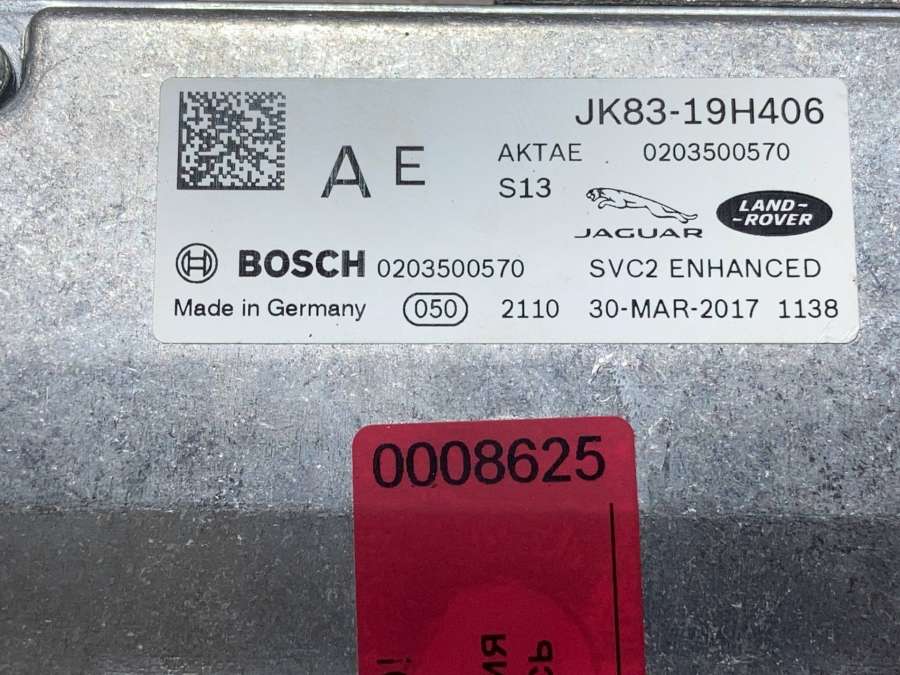 JK83-19H406
A E
AKTAE 0203500570
S13
JAGUAR
LAND-
-ROVER
BOSCH 0203500570 SVC2 ENHANCED
Made in Germany 050 2110 30-MAR-2017 1138
0008625